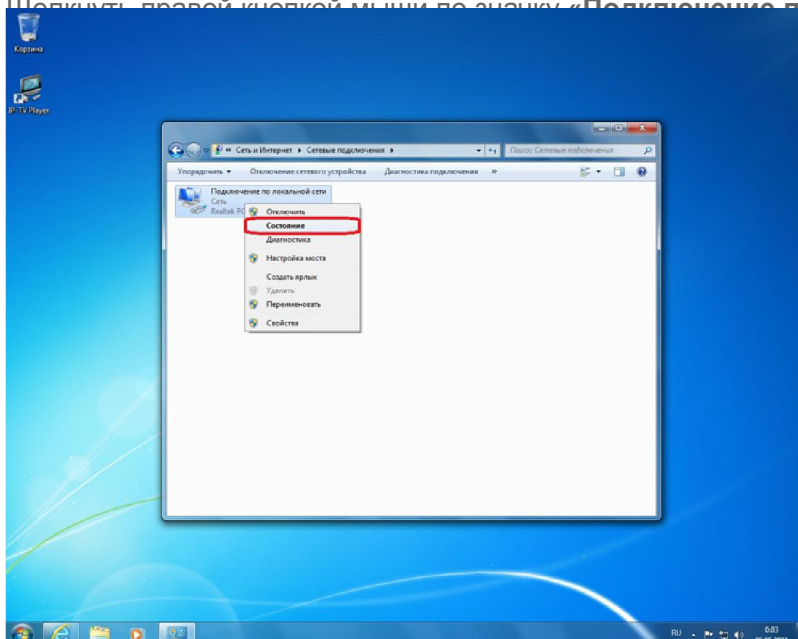 Щелкнуть правой кнопкой мыши по значку «Подключение п
Корзина
IP-TV Player
« Сеть и Интернет ▸ Сетевые подключения ▸
Поиск: Сетевые подключения
Упорядочить ▾ Отключение сетевого устройства Диагностика подключения »
Подключение по локальной сети
Сеть
Realtek PC
Отключить
Состояние
Диагностика
Настройка моста
Создать ярлык
Удалить
Переименовать
Свойства
RU
6:03